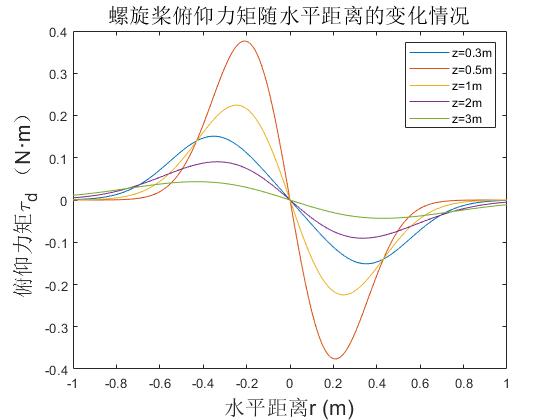 螺旋桨俯仰力矩随水平距离的变化情况
0.4
0.3
0.2
0.1
0
-0.1
-0.2
-0.3
-0.4
俯仰力矩τd (N·m)
z=0.3m
z=0.5m
z=1m
z=2m
z=3m
-1 -0.8 -0.6 -0.4 -0.2 0 0.2 0.4 0.6 0.8 1
水平距离r (m)